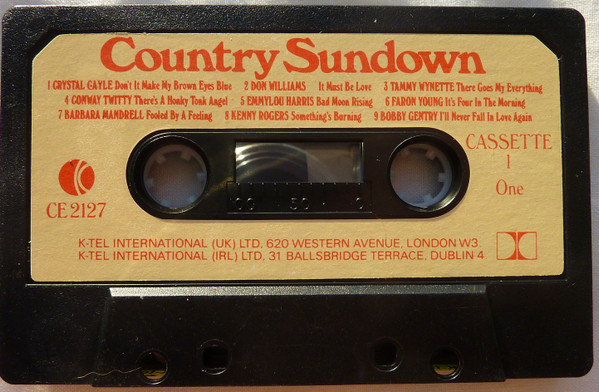 Country Sundown
1 CRYSTAL GAYLE Don't It Make My Brown Eyes Blue 2 DON WILLIAMS It Must Be Love 3 TAMMY WYNETTE There Goes My Everything
4 CONWAY TWITTY There's A Honky Tonk Angel 5 EMMYLOU HARRIS Bad Moon Rising 6 FARON YOUNG It's Four In The Morning
7 BARBARA MANDRELL Fooled By A Feeling 8 KENNY ROGERS Something's Burning 9 BOBBY GENTRY I'll Never Fall In Love Again
CASSETTE
1
One
K
CE 2127
100 50 0
K-TEL INTERNATIONAL (UK) LTD, 620 WESTERN AVENUE, LONDON W3.
K-TEL INTERNATIONAL (IRL) LTD, 31 BALLSBRIDGE TERRACE, DUBLIN 4.